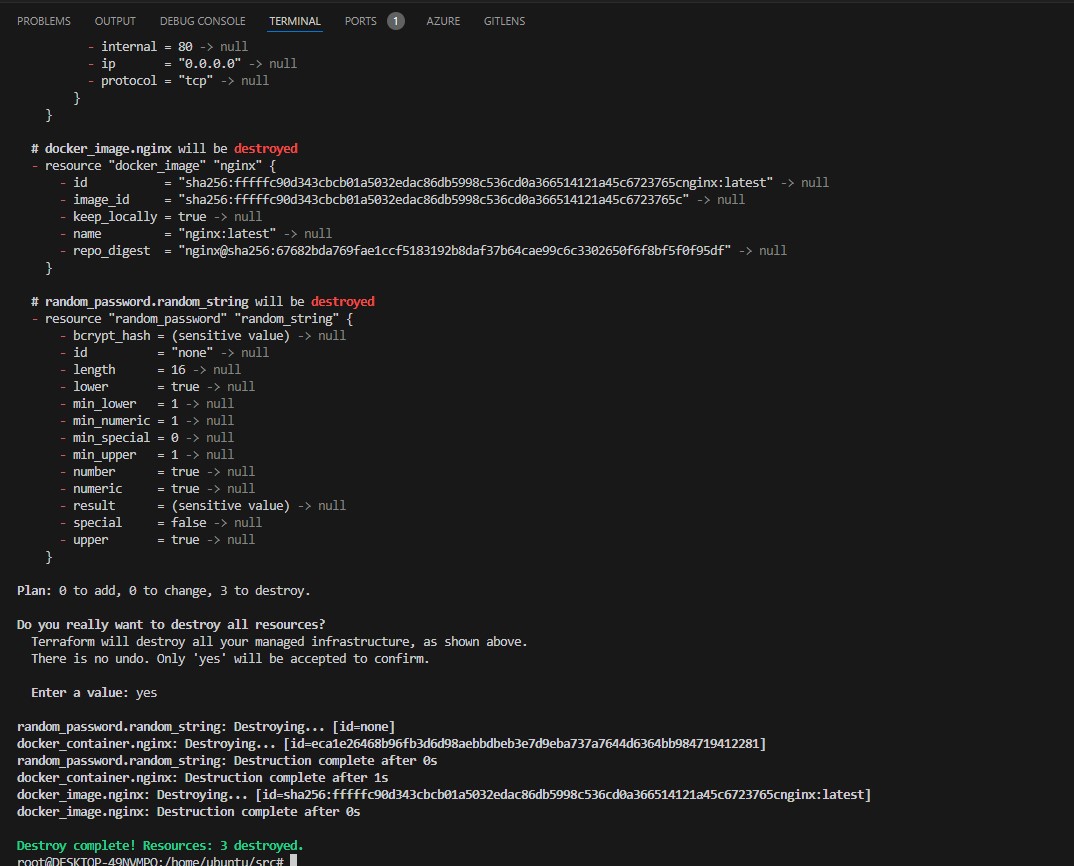 PROBLEMS OUTPUT DEBUG CONSOLE TERMINAL PORTS 1 AZURE GITLENS
- internal = 80 -> null
- ip = "0.0.0.0" -> null
- protocol = "tcp" -> null
}
}
# docker_image.nginx will be destroyed
- resource "docker_image" "nginx" {
- id = "sha256:fffffc90d343cbcb01a5032edac86db5998c536cd0a366514121a45c6723765cnginx:latest" -> null
- image_id = "sha256:fffffc90d343cbcb01a5032edac86db5998c536cd0a366514121a45c6723765c" -> null
- keep_locally = true -> null
- name = "nginx:latest" -> null
- repo_digest = "nginx@sha256:67682bda769fae1ccf5183192b8daf37b64cae99c6c3302650f6f8bf5f0f95df" -> null
}
# random_password.random_string will be destroyed
- resource "random_password" "random_string" {
- bcrypt_hash = (sensitive value) -> null
- id = "none" -> null
- length = 16 -> null
- lower = true -> null
- min_lower = 1 -> null
- min_numeric = 1 -> null
- min_special = 0 -> null
- min_upper = 1 -> null
- number = true -> null
- numeric = true -> null
- result = (sensitive value) -> null
- special = false -> null
- upper = true -> null
}
Plan: 0 to add, 0 to change, 3 to destroy.
Do you really want to destroy all resources?
Terraform will destroy all your managed infrastructure, as shown above.
There is no undo. Only 'yes' will be accepted to confirm.
Enter a value: yes
random_password.random_string: Destroying... [id=none]
docker_container.nginx: Destroying... [id=eca1e26468b96fb3d6d98aebbdbeb3e7d9eba737a7644d6364bb984719412281]
random_password.random_string: Destruction complete after 0s
docker_container.nginx: Destruction complete after 1s
docker_image.nginx: Destroying... [id=sha256:fffffc90d343cbcb01a5032edac86db5998c536cd0a366514121a45c6723765cnginx:latest]
docker_image.nginx: Destruction complete after 0s
Destroy complete! Resources: 3 destroyed.
root@DESKTOP-49NVMPO:/home/ubuntu/src#